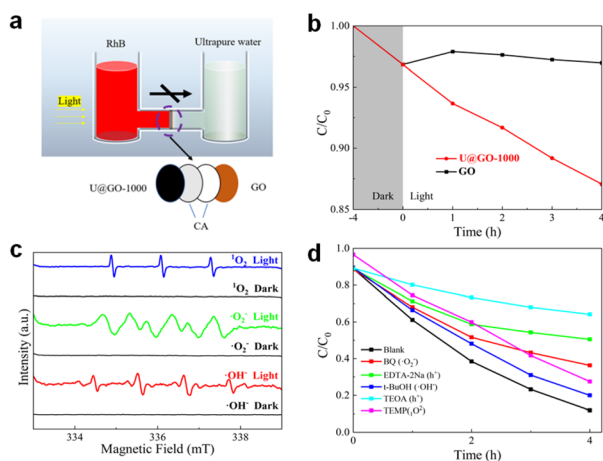 a
RhB
Ultrapure water
Light
U@GO-1000
GO
CA
b
1.00
0.95
0.90
0.85
C/C0
U@GO-1000
GO
Dark
Light
-4
0
1
2
3
4
Time (h)
c
¹O₂ Light
¹O₂ Dark
·O₂⁻ Light
·O₂⁻ Dark
·OH⁻ Light
·OH⁻ Dark
Intensity (a.u.)
334
336
338
Magnetic Field (mT)
d
1.0
0.8
0.6
0.4
0.2
0.0
C/C₀
Blank
BQ (·O₂⁻)
EDTA-2Na (h⁺)
t-BuOH (·OH⁻)
TEOA (h⁺)
TEMP(₁O²)
0
2
4
Time (h)